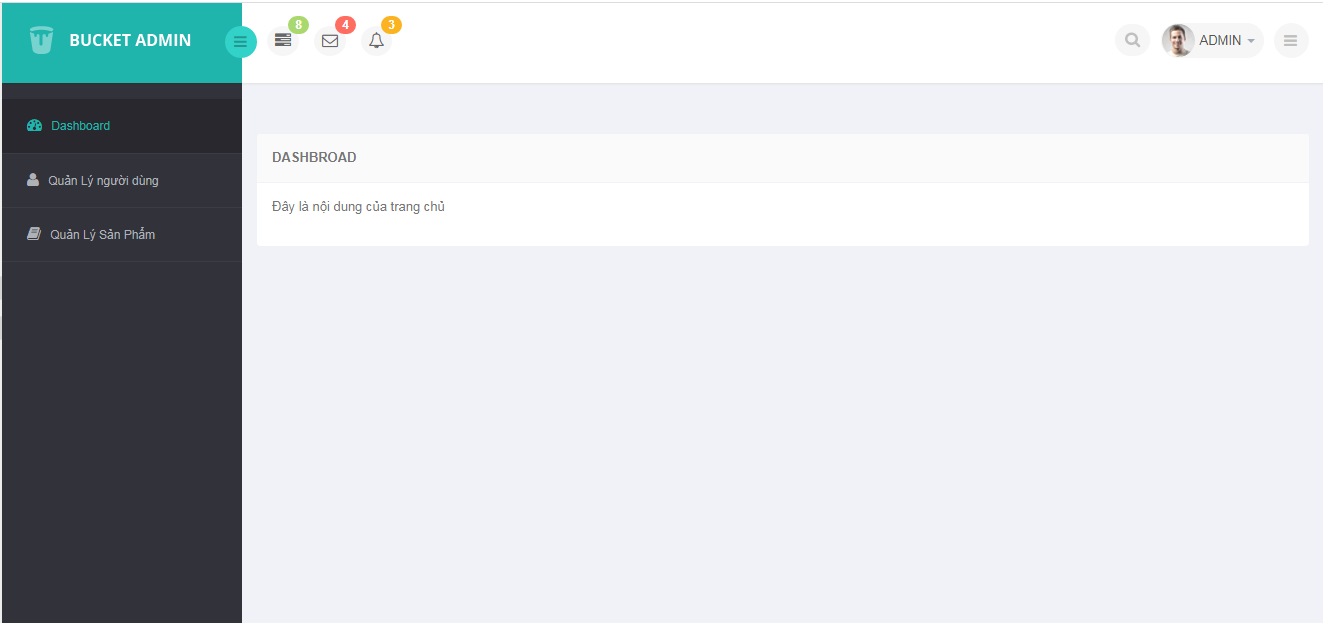 BUCKET ADMIN
8
4
3
ADMIN
Dashboard
Quản Lý người dùng
Quản Lý Sản Phẩm
DASHBROAD
Đây là nội dung của trang chủ